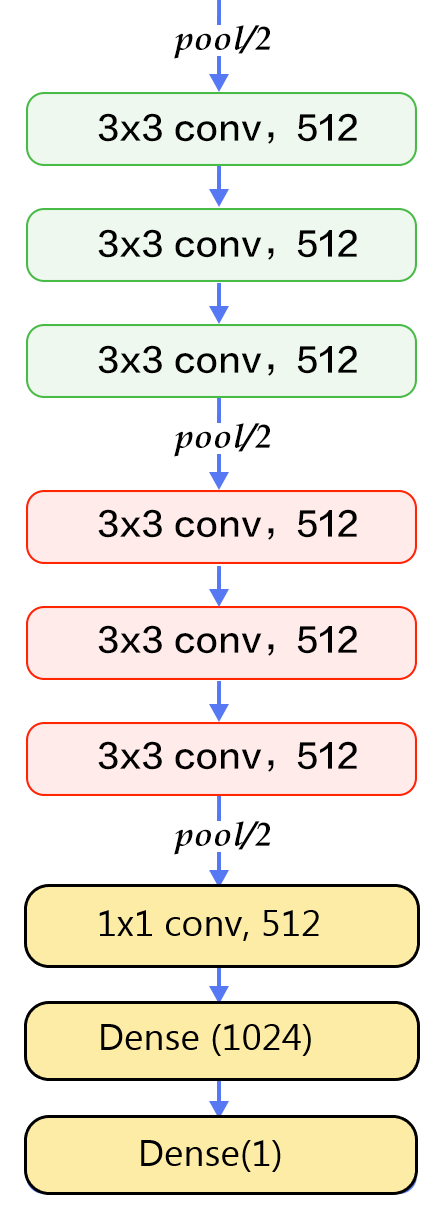 pool/2
3x3 conv，512
3x3 conv，512
3x3 conv，512
pool/2
3x3 conv，512
3x3 conv，512
3x3 conv，512
pool/2
1x1 conv, 512
Dense (1024)
Dense(1)